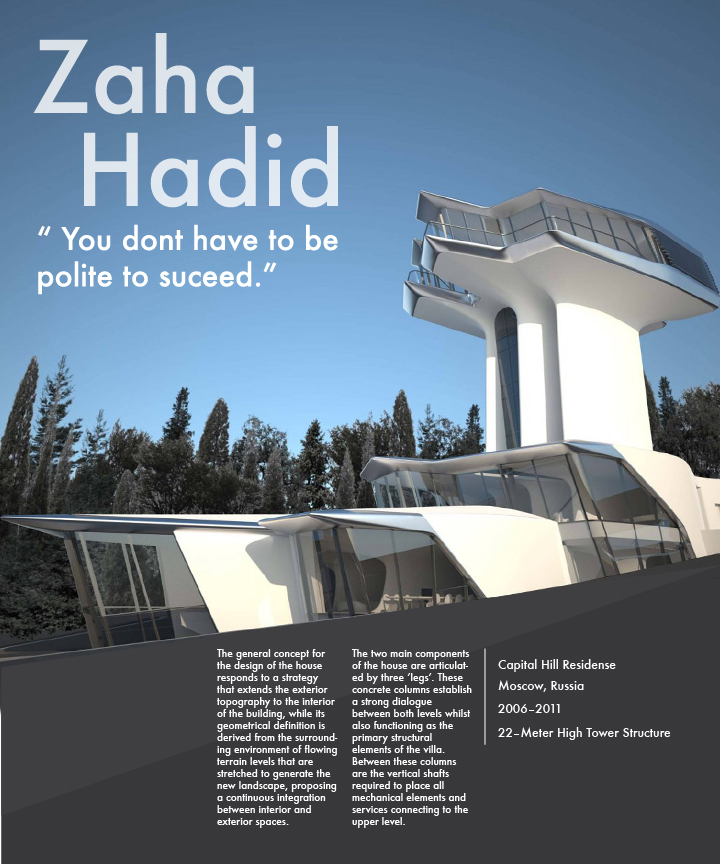 Zaha
Hadid
“ You dont have to be
polite to suceed.”
The general concept for
the design of the house
responds to a strategy
that extends the exterior
topography to the interior
of the building, while its
geometrical definition is
derived from the surround-
ing environment of flowing
terrain levels that are
stretched to generate the
new landscape, proposing
a continuous integration
between interior and
exterior spaces.
The two main components
of the house are articulat-
ed by three ‘legs’. These
concrete columns establish
a strong dialogue
between both levels whilst
also functioning as the
primary structural
elements of the villa.
Between these columns
are the vertical shafts
required to place all
mechanical elements and
services connecting to the
upper level.
Capital Hill Residense
Moscow, Russia
2006–2011
22–Meter High Tower Structure